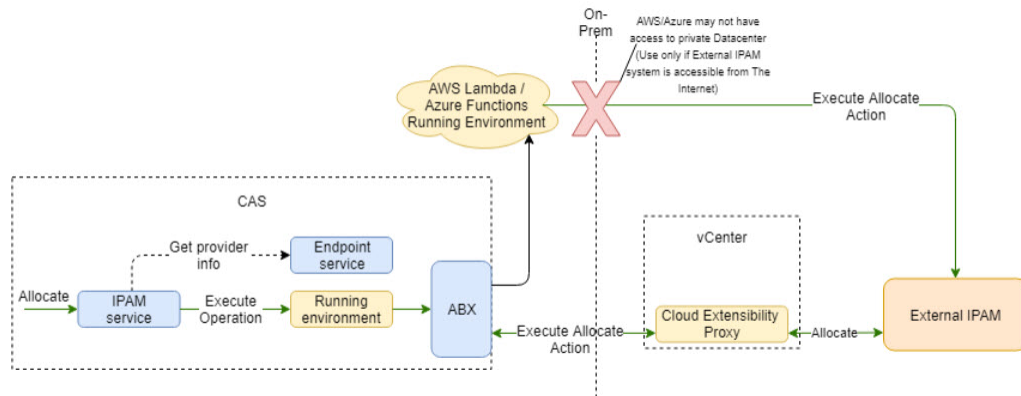 On-
Prem
AWS/Azure may not have
access to private Datacenter
(Use only if External IPAM
system is accessible from The
Internet)
AWS Lambda /
Azure Functions
Running Environment
Execute Allocate
Action
CAS
Get provider
info
Endpoint
service
vCenter
Allocate
IPAM
service
Execute
Operation
Running
environment
ABX
Execute Allocate
Action
Cloud Extensibility
Proxy
Allocate
External IPAM